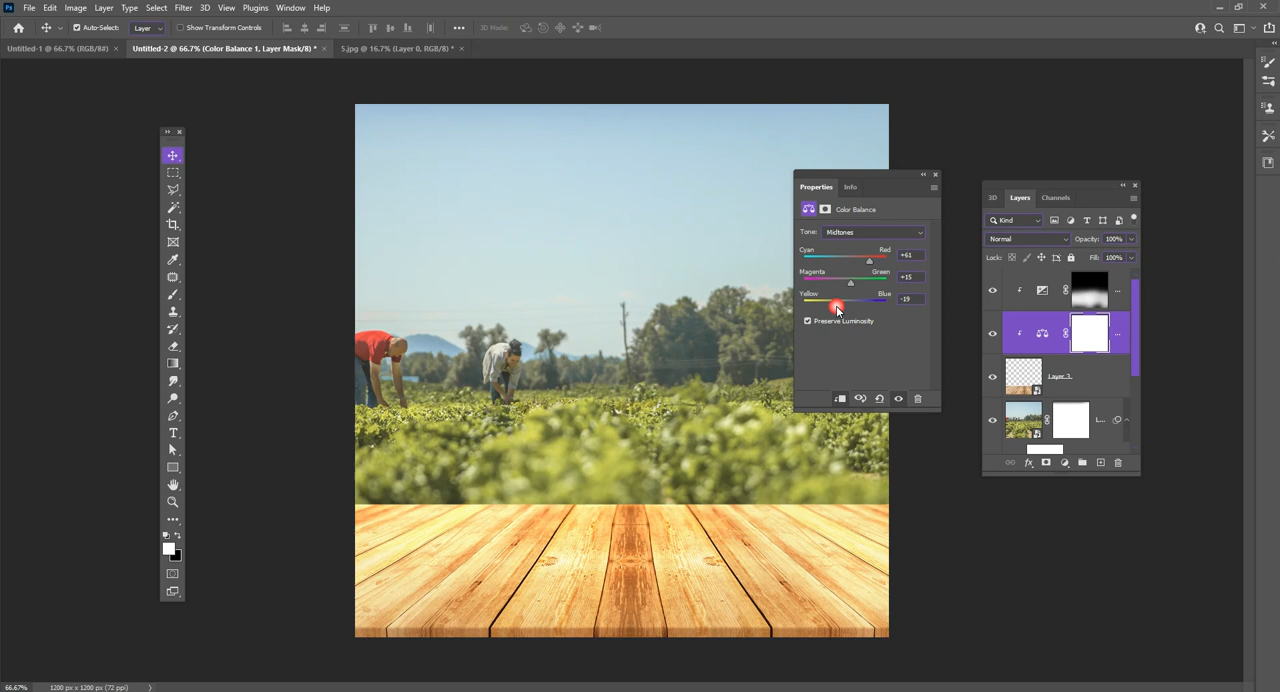 Ps File Edit Image Layer Type Select Filter 3D View Plugins Window Help
Auto-Select: Layer Show Transform Controls 3D Mode:
Untitled-1 @ 66.7% (RGB/8#) × Untitled-2 @ 66.7% (Color Balance 1, Layer Mask/8) * × 5.jpg @ 16.7% (Layer 0, RGB/8) * ×
Properties Info
Color Balance
Tone: Midtones
Cyan Red +61
Magenta Green +15
Yellow Blue -19
Preserve Luminosity
3D Layers Channels
Kind
Normal Opacity: 100%
Lock: Fill: 100%
Layer 3
L...
66.67% 1200 px x 1200 px (72 ppi)